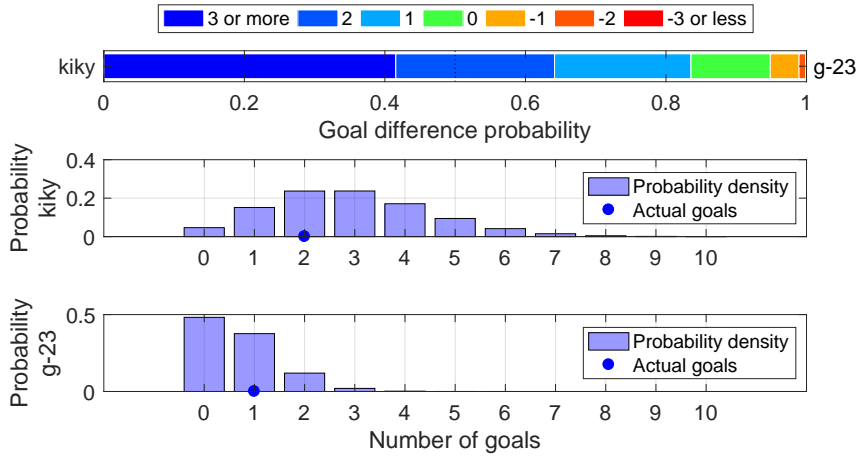 3 or more 2 1 0 -1 -2 -3 or less
kiky g-23
0 0.2 0.4 0.6 0.8 1
Goal difference probability
Probability
kiky
0.4
0.2
0
Probability density
Actual goals
0 1 2 3 4 5 6 7 8 9 10
Probability
g-23
0.5
0
Probability density
Actual goals
0 1 2 3 4 5 6 7 8 9 10
Number of goals